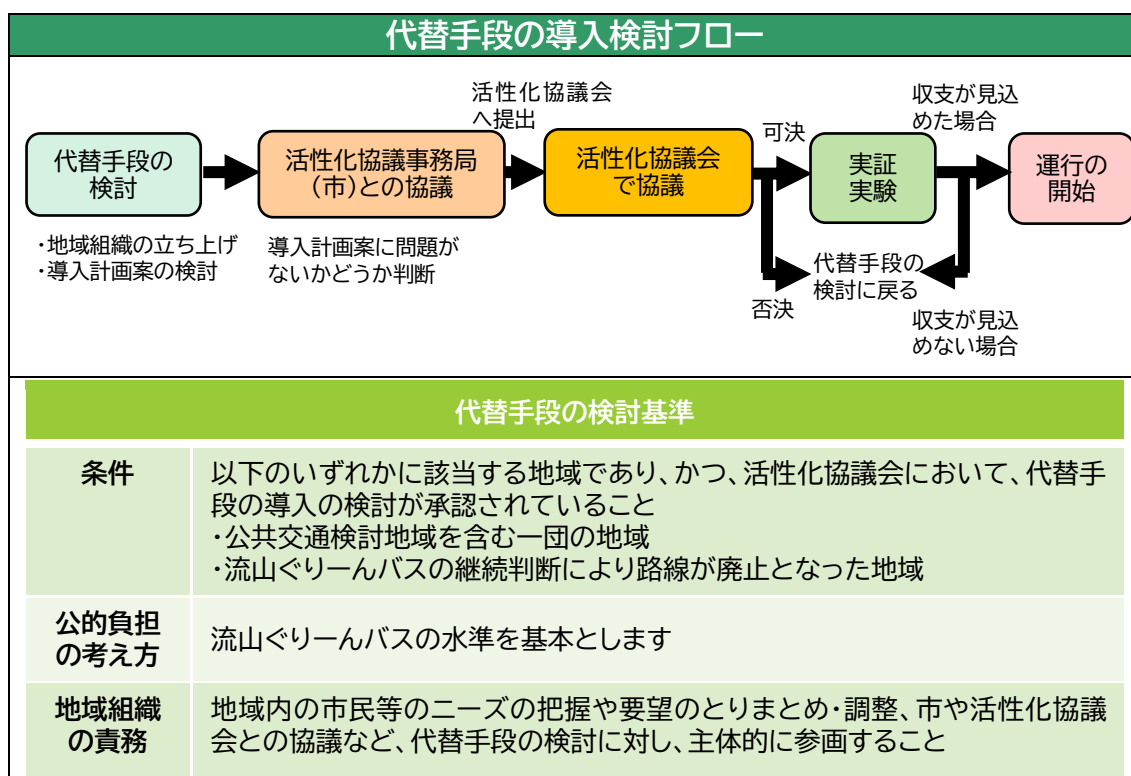 代替手段の導入検討フロー
活性化協議会
へ提出
収支が見込
めた場合
可決
代替手段の
検討
活性化協議事務局
(市)との協議
活性化協議会
で協議
実証
実験
運行の
開始
・地域組織の立ち上げ
・導入計画案の検討
導入計画案に問題が
ないかどうか判断
代替手段の
検討に戻る
否決
収支が見込
めない場合
代替手段の検討基準
条件
以下のいずれかに該当する地域であり、かつ、活性化協議会において、代替手
段の導入の検討が承認されていること
・公共交通検討地域を含む一団の地域
・流山ぐりーんバスの継続判断により路線が廃止となった地域
公的負担
の考え方
流山ぐりーんバスの水準を基本とします
地域組織
の責務
地域内の市民等のニーズの把握や要望のとりまとめ・調整、市や活性化協議
会との協議など、代替手段の検討に対し、主体的に参画すること